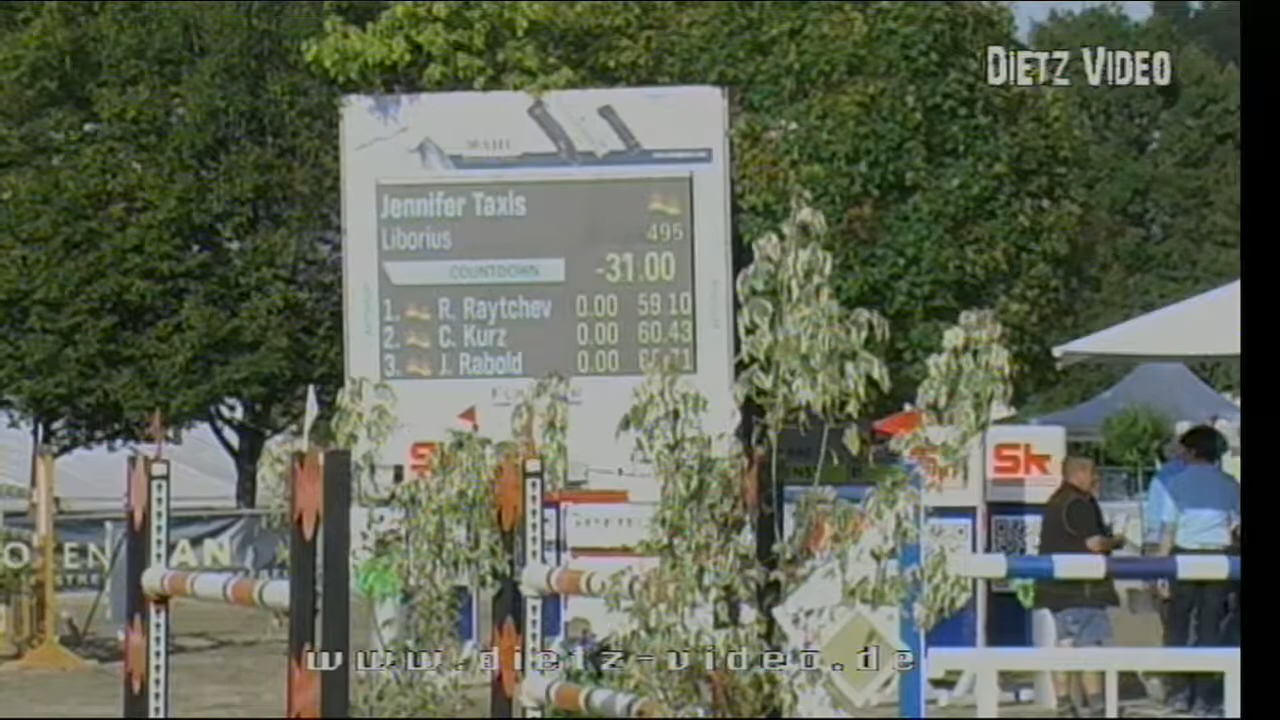 DIETZ VIDEO
Jennifer Taxis
Liborius 495
COUNTDOWN -31.00
1. R. Raytchev 0.00 59.10
2. C. Kurz 0.00 60.43
3. J. Rabold 0.00
Sk
www.dietz-video.de